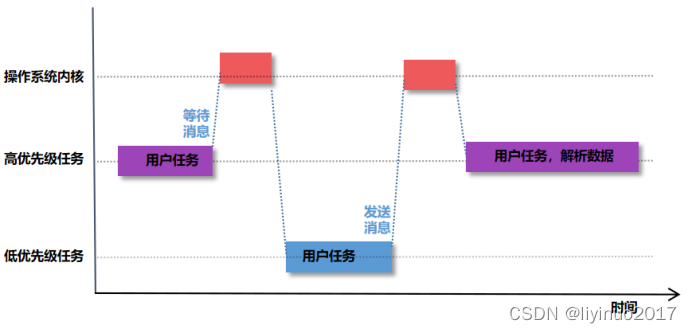 操作系统内核
等待
消息
高优先级任务
用户任务
用户任务，解析数据
发送
消息
低优先级任务
用户任务
时间
CSDN @liyinuo2017